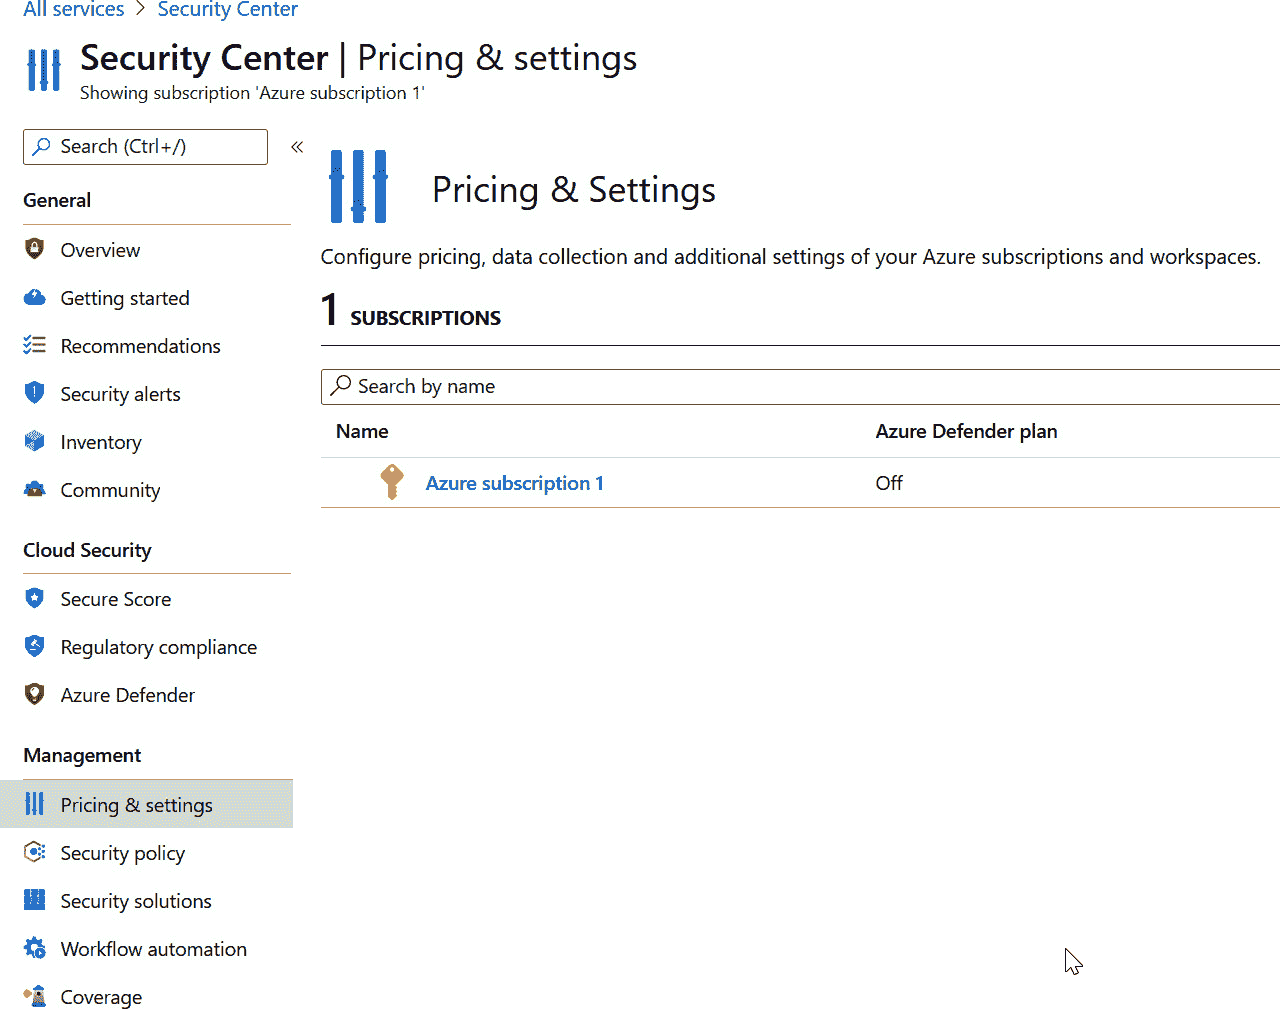 All services > Security Center
Security Center | Pricing & settings
Showing subscription 'Azure subscription 1'
Search (Ctrl+/)
«
General
Overview
Getting started
Recommendations
Security alerts
Inventory
Community
Cloud Security
Secure Score
Regulatory compliance
Azure Defender
Management
Pricing & settings
Security policy
Security solutions
Workflow automation
Coverage
Pricing & Settings
Configure pricing, data collection and additional settings of your Azure subscriptions and workspaces.
1 SUBSCRIPTIONS
Search by name
Name Azure Defender plan
Azure subscription 1 Off